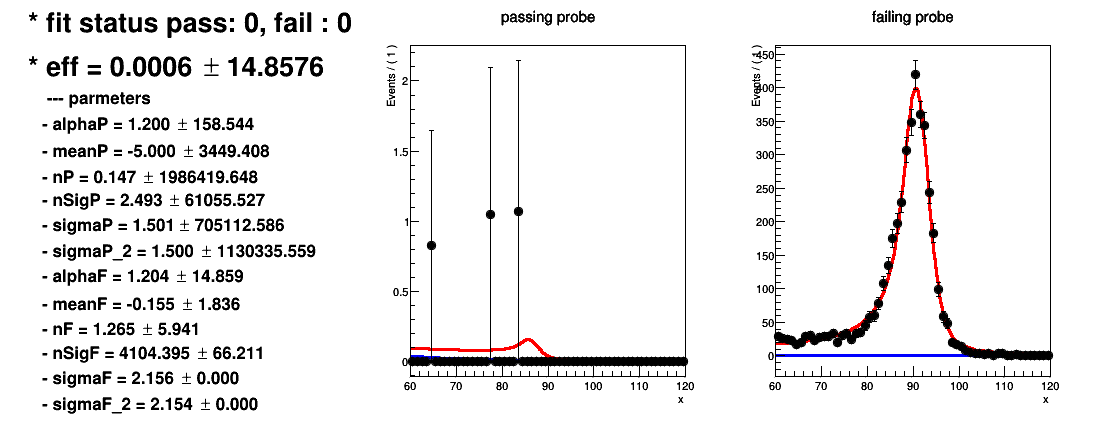 * fit status pass: 0, fail : 0
* eff = 0.0006 ± 14.8576
--- parmeters
- alphaP = 1.200 ± 158.544
- meanP = -5.000 ± 3449.408
- nP = 0.147 ± 1986419.648
- nSigP = 2.493 ± 61055.527
- sigmaP = 1.501 ± 705112.586
- sigmaP_2 = 1.500 ± 1130335.559
- alphaF = 1.204 ± 14.859
- meanF = -0.155 ± 1.836
- nF = 1.265 ± 5.941
- nSigF = 4104.395 ± 66.211
- sigmaF = 2.156 ± 0.000
- sigmaF_2 = 2.154 ± 0.000
passing probe
Events / ( 1 )
2
1.5
1
0.5
0
60 70 80 90 100 110 120
x
failing probe
Events / ( 1 )
450
400
350
300
250
200
150
100
50
0
60 70 80 90 100 110 120
x